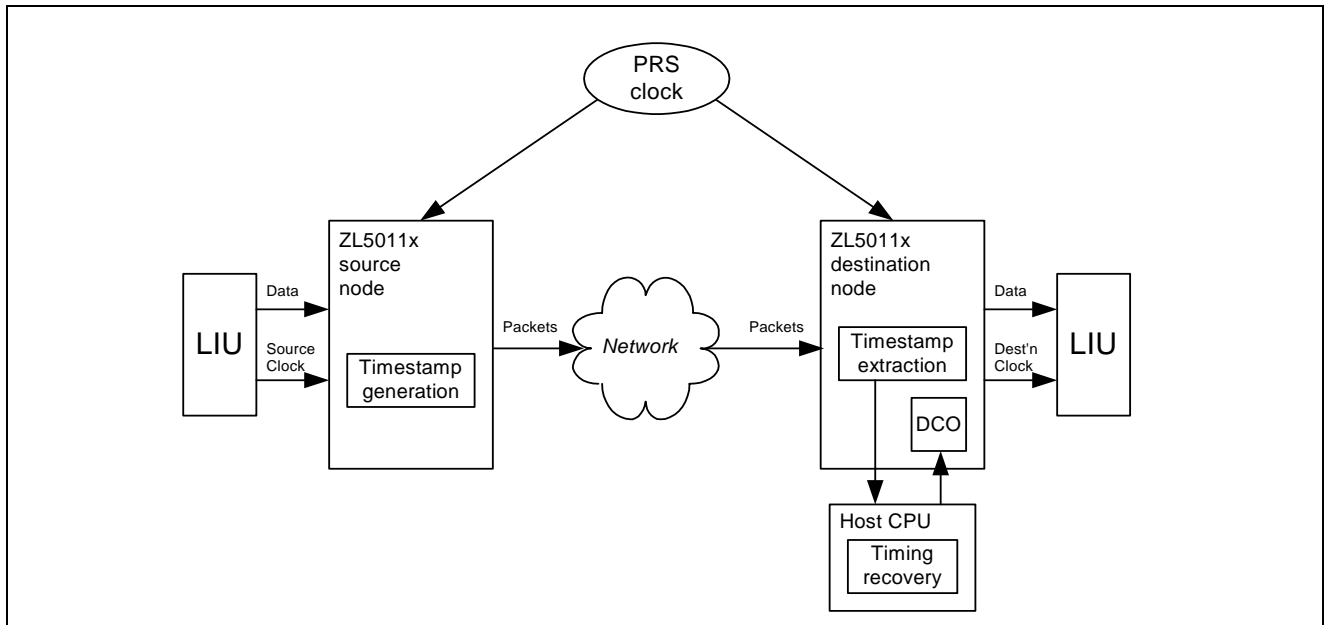 PRS
clock
ZL5011x
source
node
ZL5011x
destination
node
Data
Data
LIU
Source
Clock
Timestamp
generation
Packets
Network
Packets
Timestamp
extraction
Dest'n
Clock
LIU
DCO
Host CPU
Timing
recovery